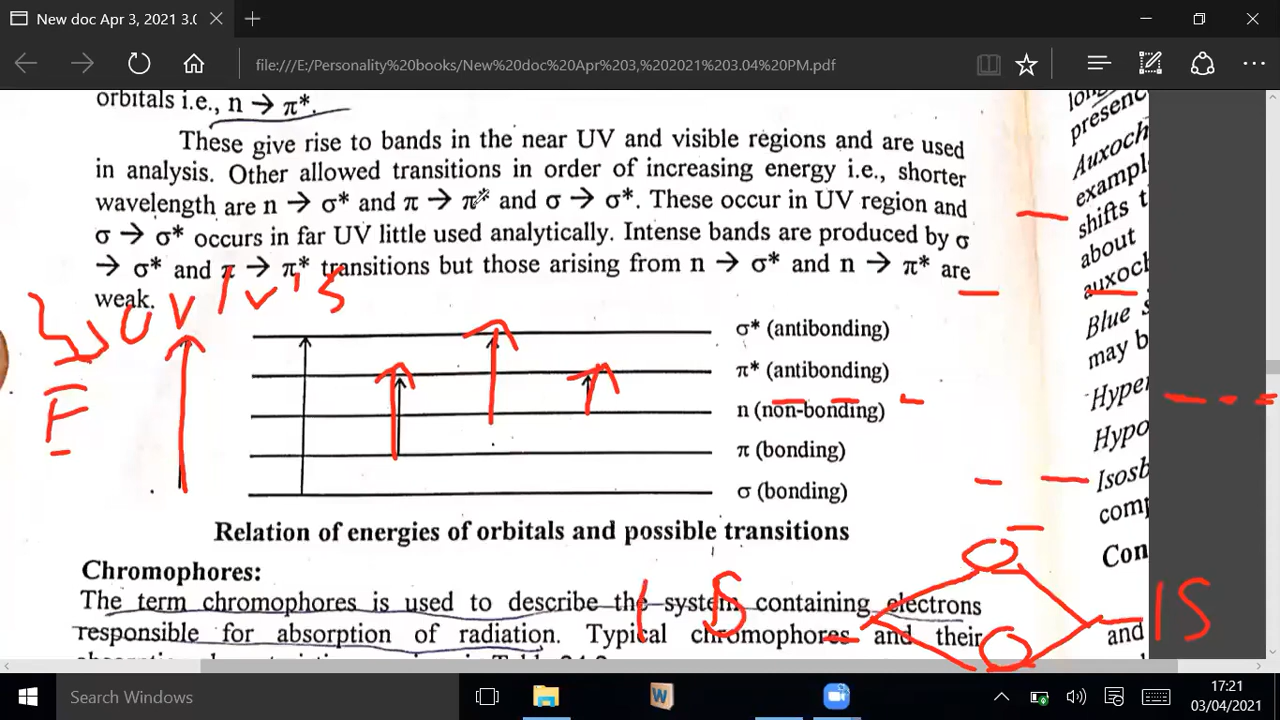 New doc Apr 3, 2021 3.0
file:///E:/Personality%20books/New%20doc%20Apr%203,%202021%203.04%20PM.pdf
orbitals i.e., n → π*.
These give rise to bands in the near UV and visible regions and are used
in analysis. Other allowed transitions in order of increasing energy i.e., shorter
wavelength are n → σ* and π → π* and σ → σ*. These occur in UV region and
σ → σ* occurs in far UV little used analytically. Intense bands are produced by σ
→ σ* and π → π* transitions but those arising from n → σ* and n → π* are
weak.
UV/V'S
E
σ* (antibonding)
π* (antibonding)
n (non-bonding)
π (bonding)
σ (bonding)
Relation of energies of orbitals and possible transitions
Chromophores:
The term chromophores is used to describe the system containing electrons
responsible for absorption of radiation. Typical chromophores and their
1S
1S
long
presenc
Auxoch
exampl
shifts t
about
auxoch
Blue s
may b
Hyper
Hypo
Isosb
comp
Con
and
Search Windows
17:21
03/04/2021